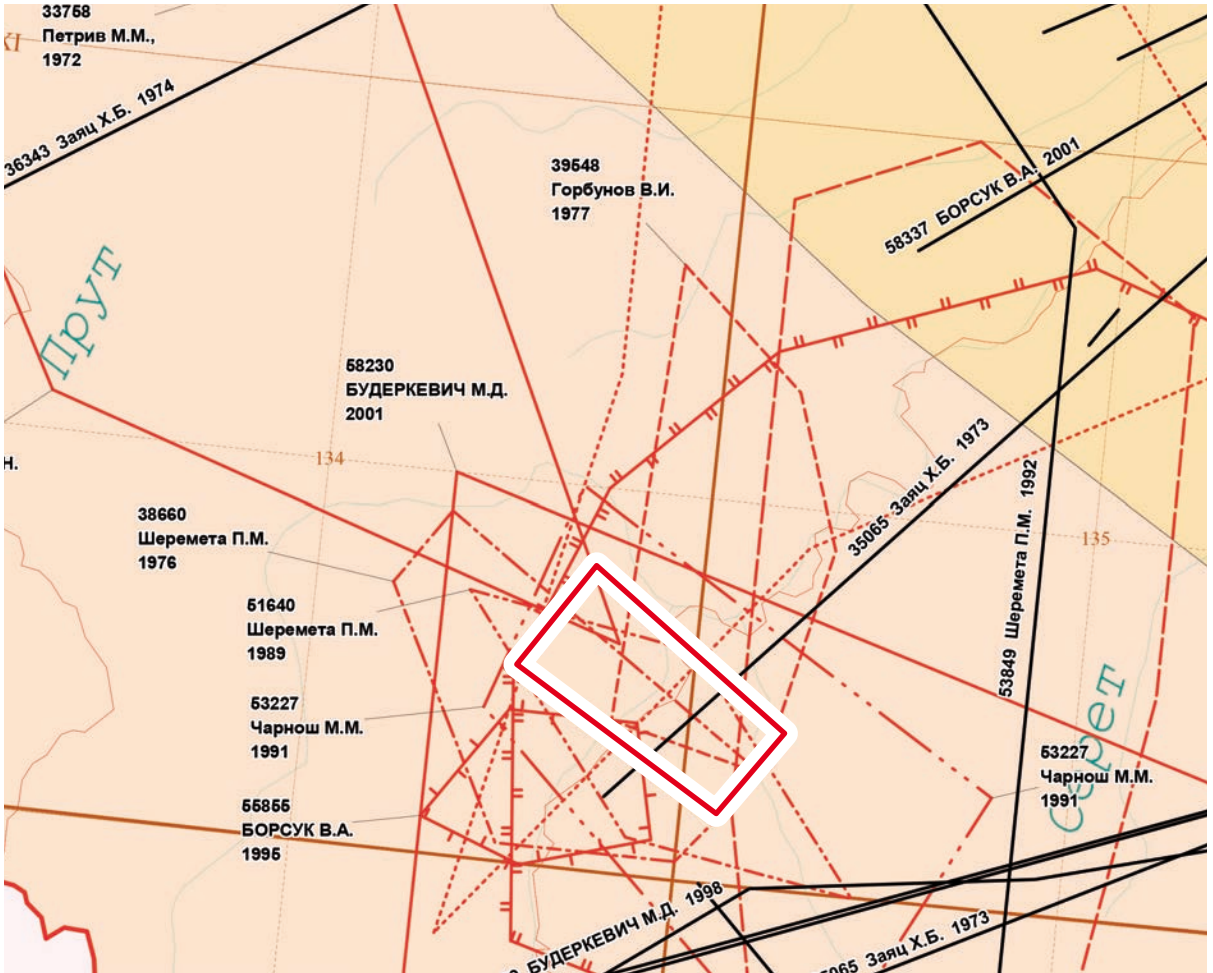 33758
Петрив М.М.,
1972
XI
36343 Заяц Х.Б. 1974
39548
Горбунов В.И.
1977
58337 БОРСУК В.А. 2001
Прут
58230
БУДЕРКЕВИЧ М.Д.
2001
134
Н.
35065 Заяц Х.Б. 1973
53849 Шеремета П.М. 1992
135
38660
Шеремета П.М.
1976
51640
Шеремета П.М.
1989
53227
Чарнош М.М.
1991
Серет
53227
Чарнош М.М.
1991
55855
БОРСУК В.А.
1995
БУДЕРКЕВИЧ М.Д. 1998
5065 Заяц Х.Б. 1973